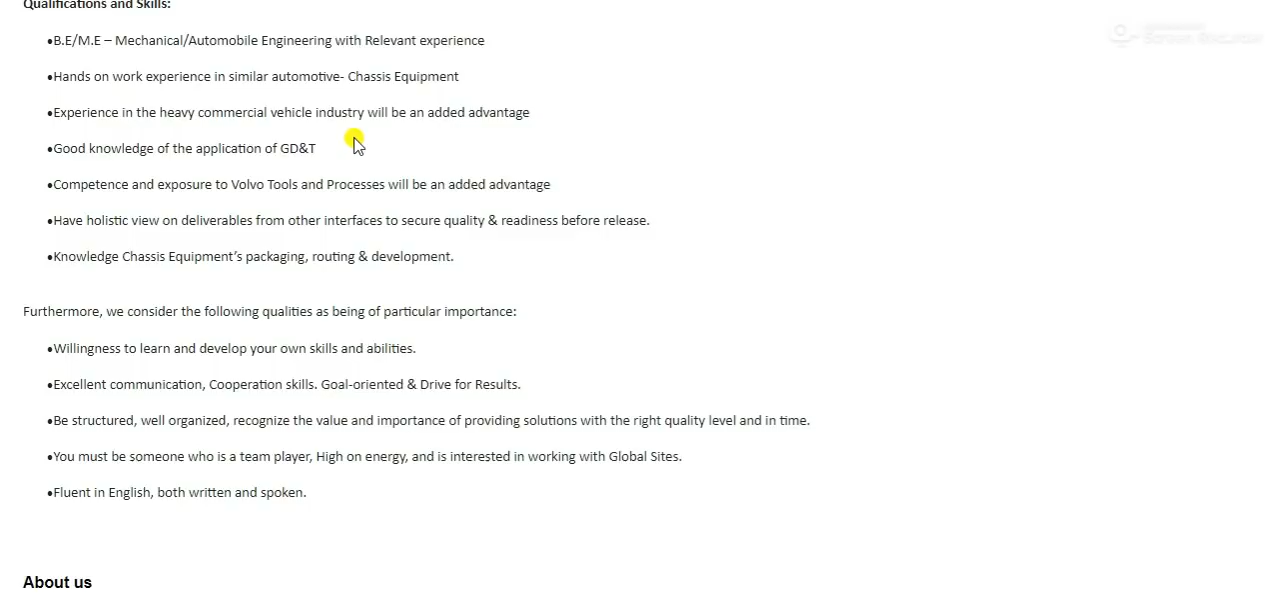 Qualifications and Skills:
•B.E/M.E – Mechanical/Automobile Engineering with Relevant experience
•Hands on work experience in similar automotive- Chassis Equipment
•Experience in the heavy commercial vehicle industry will be an added advantage
•Good knowledge of the application of GD&T
•Competence and exposure to Volvo Tools and Processes will be an added advantage
•Have holistic view on deliverables from other interfaces to secure quality & readiness before release.
•Knowledge Chassis Equipment’s packaging, routing & development.
Furthermore, we consider the following qualities as being of particular importance:
•Willingness to learn and develop your own skills and abilities.
•Excellent communication, Cooperation skills. Goal-oriented & Drive for Results.
•Be structured, well organized, recognize the value and importance of providing solutions with the right quality level and in time.
•You must be someone who is a team player, High on energy, and is interested in working with Global Sites.
•Fluent in English, both written and spoken.
About us